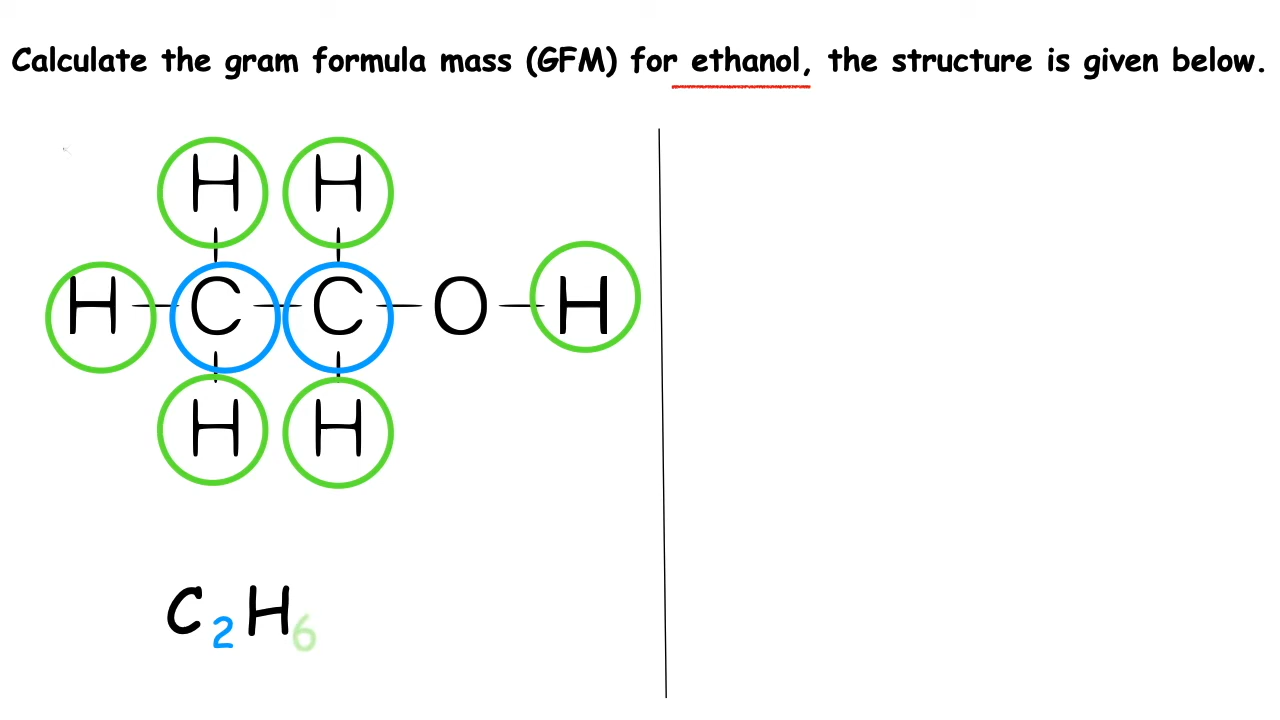 Calculate the gram formula mass (GFM) for ethanol, the structure is given below.
H H
H C C O H
H H
C2H6